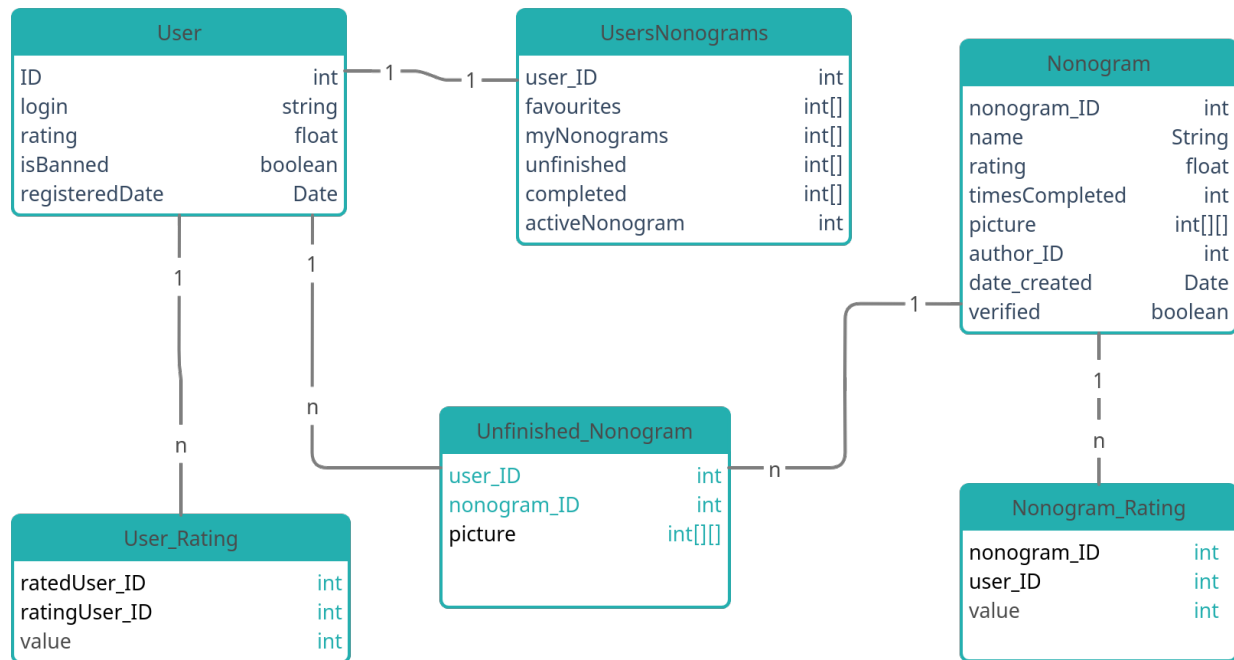 User
ID int
login string
rating float
isBanned boolean
registeredDate Date
1
1
UsersNonograms
user_ID int
favourites int[]
myNonograms int[]
unfinished int[]
completed int[]
activeNonogram int
Nonogram
nonogram_ID int
name String
rating float
timesCompleted int
picture int[][]
author_ID int
date_created Date
verified boolean
1
n
1
n
1
n
1
n
Unfinished_Nonogram
user_ID int
nonogram_ID int
picture int[][]
User_Rating
ratedUser_ID int
ratingUser_ID int
value int
Nonogram_Rating
nonogram_ID int
user_ID int
value int